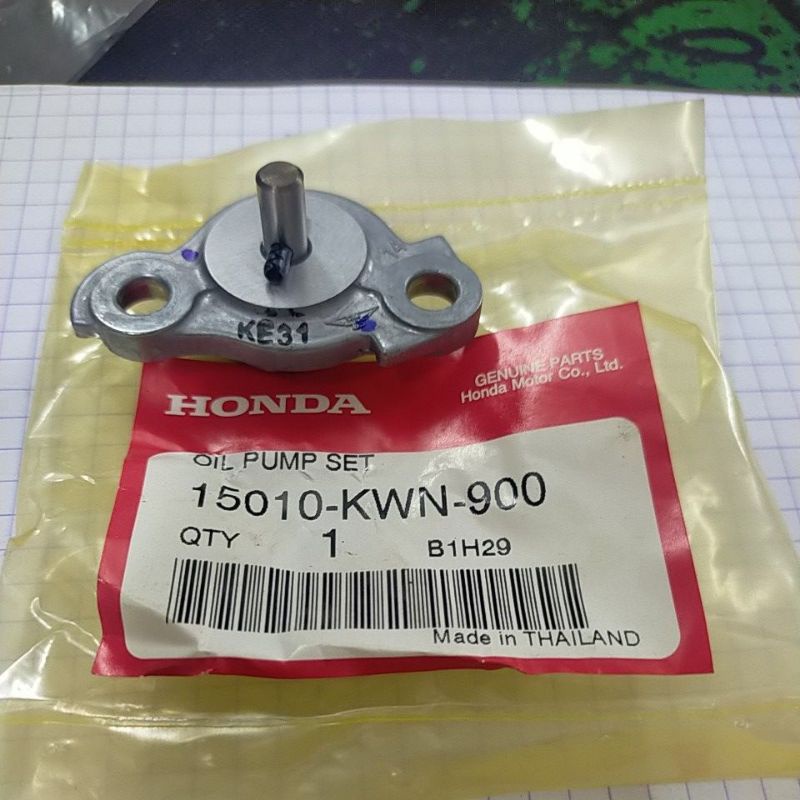 KE31
HONDA
GENUINE PARTS
Honda Motor Co., Ltd.
OIL PUMP SET
15010-KWN-900
QTY 1 B1H29
Made in THAILAND